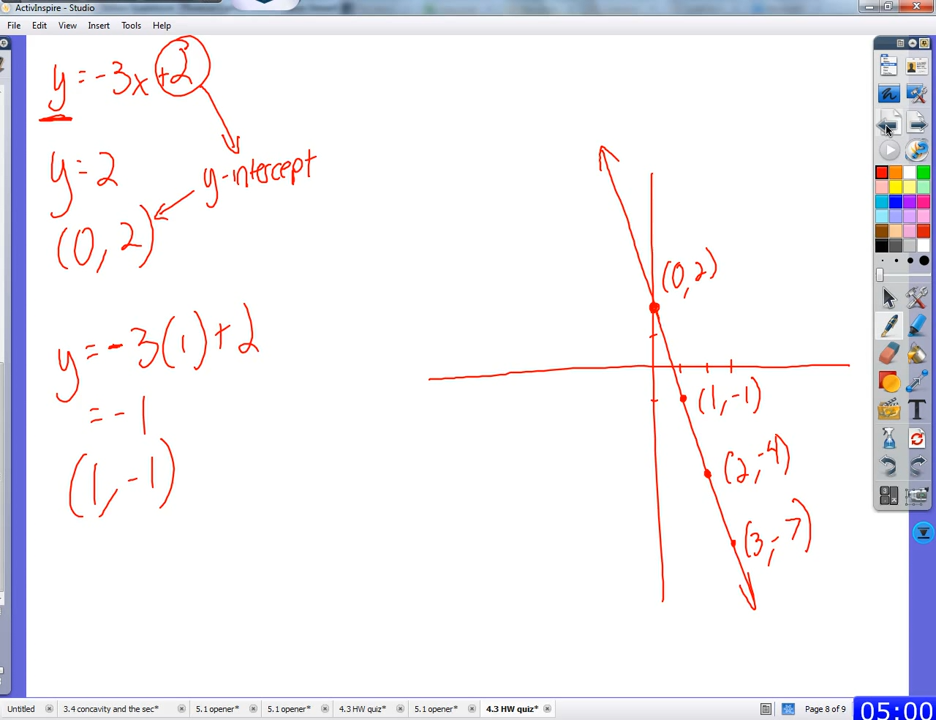 ActivInspire - Studio
File Edit View Insert Tools Help
y = -3x +2
y = 2
y-intercept
(0, 2)
y = -3(1) + 2
= -1
(1, -1)
(0,2)
(1,-1)
(2,-4)
(3,-7)
Untitled 3.4 concavity and the sec* 5.1 opener* 5.1 opener* 4.3 HW quiz* 5.1 opener* 4.3 HW quiz* Page 8 of 9 05:00